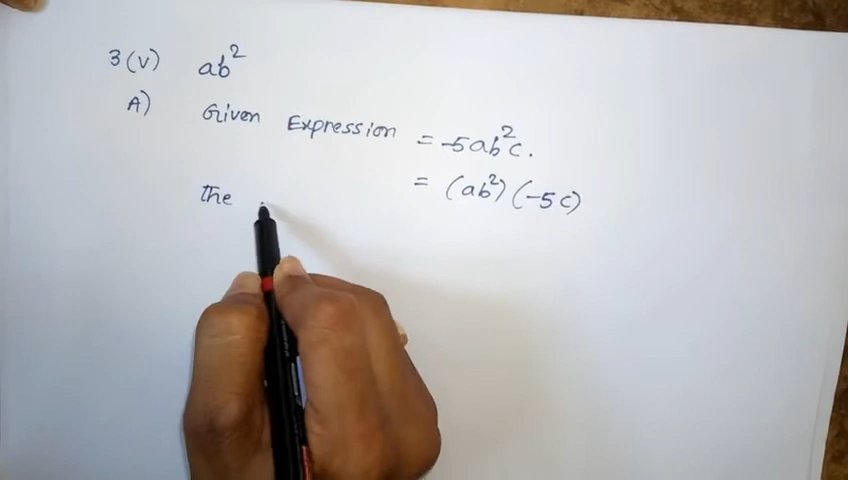 3(V) ab²
A) Given Expression = -5ab²c.
= (ab²)(-5c)
The